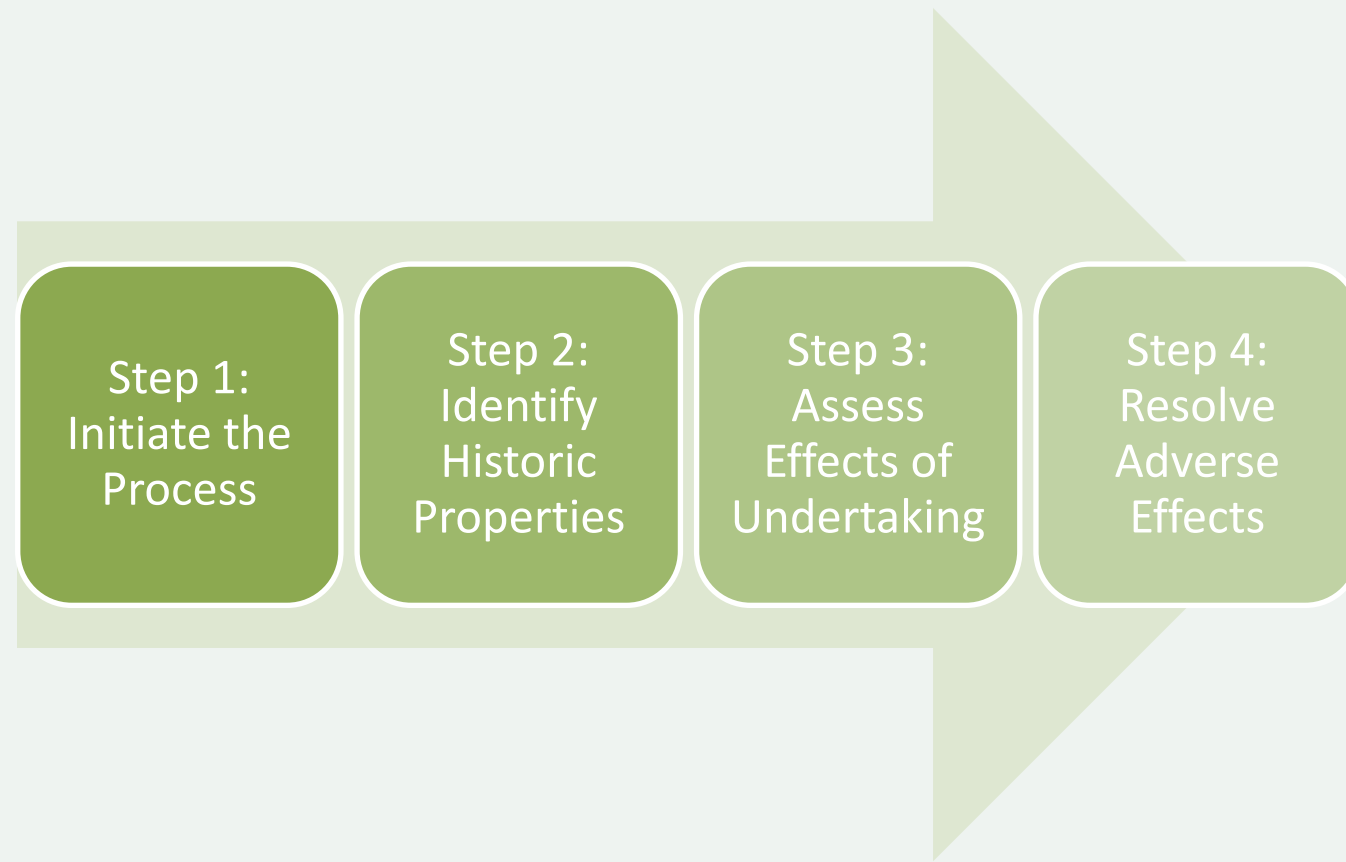 Step 1:
Initiate the
Process
Step 2:
Identify
Historic
Properties
Step 3:
Assess
Effects of
Undertaking
Step 4:
Resolve
Adverse
Effects